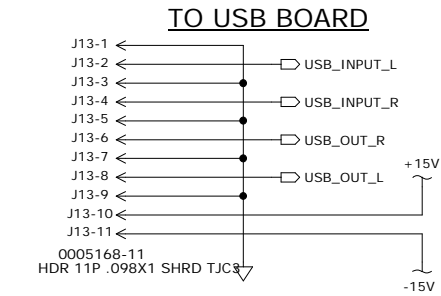 TO USB BOARD
J13-1
J13-2
USB_INPUT_L
J13-3
J13-4
USB_INPUT_R
J13-5
J13-6
USB_OUT_R
J13-7
+15V
J13-8
USB_OUT_L
J13-9
J13-10
J13-11
0005168-11
HDR 11P .098X1 SHRD TJC3
-15V